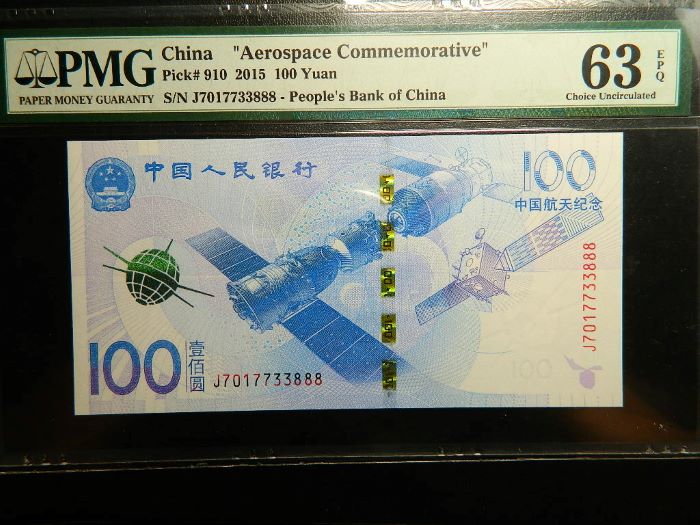 PMG
PAPER MONEY GUARANTY
China "Aerospace Commemorative"
Pick# 910 2015 100 Yuan
S/N J7017733888 - People's Bank of China
63 EPQ
Choice Uncirculated
中国人民银行
100
中国航天纪念
J7017733888
100
壹佰圆
J7017733888
100